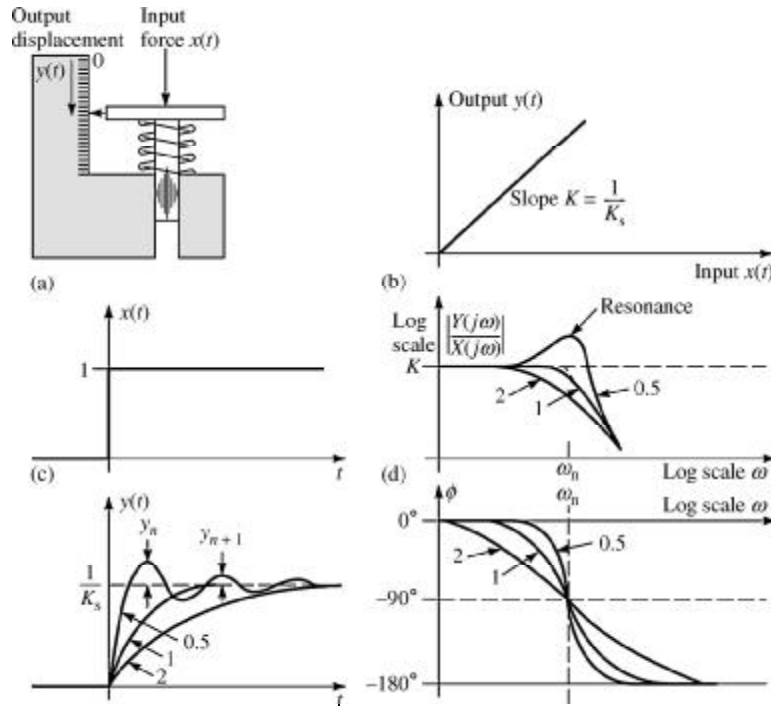 Output
displacement
Input
force x(t)
y(t)
0
(a)
Output y(t)
Slope K = 1/Ks
Input x(t)
(b)
x(t)
1
t
(c)
Log
scale
|Y(jω)/X(jω)|
Resonance
K
2
1
0.5
ωn
Log scale ω
(d)
y(t)
yn
yn + 1
1/Ks
0.5
1
2
t
ϕ
ωn
Log scale ω
0°
2
1
0.5
–90°
–180°